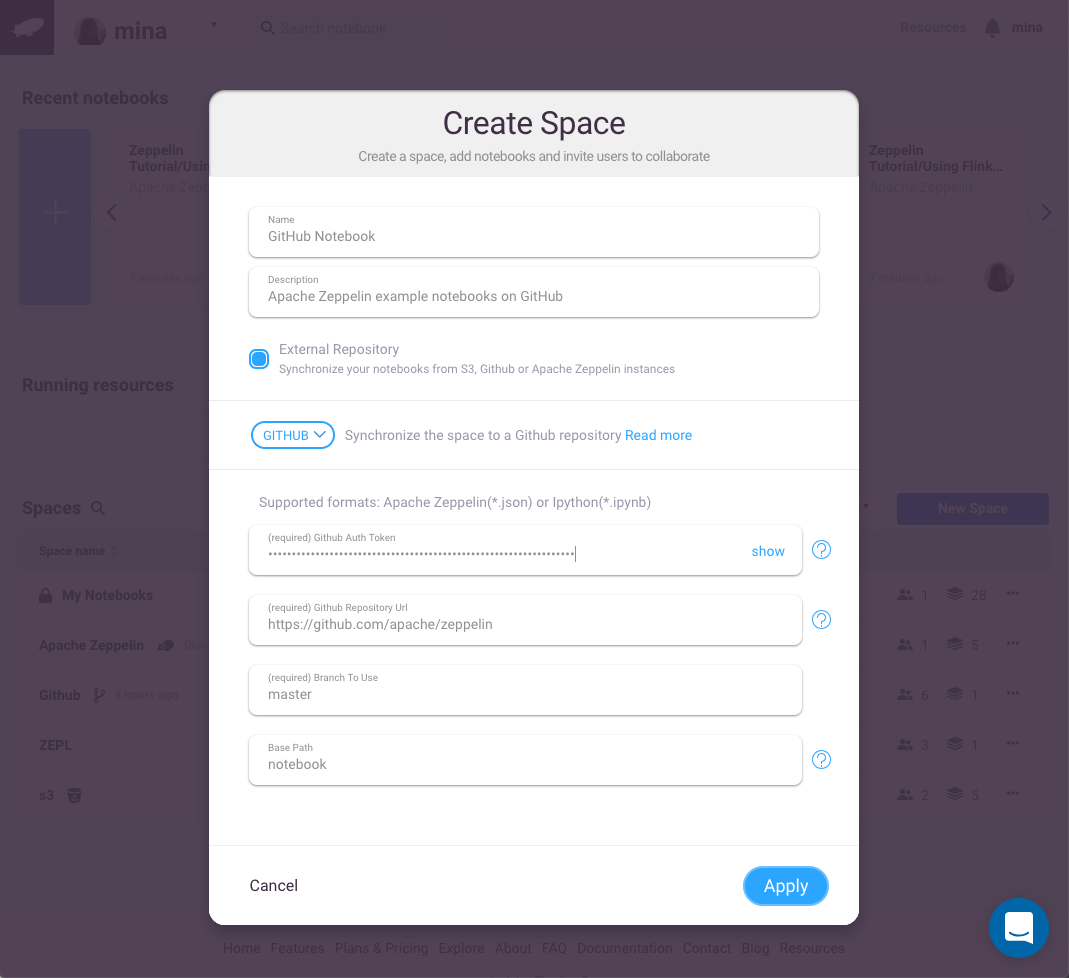 mina
Search notebook
Resources
mina
Recent notebooks
Zeppelin
Tutorial/Usin
Apache Zepp
7 minutes ago
Zeppelin
Tutorial/Using Flink...
Apache Zeppelin
7 minutes ago
Create Space
Create a space, add notebooks and invite users to collaborate
Name
GitHub Notebook
Description
Apache Zeppelin example notebooks on GitHub
External Repository
Synchronize your notebooks from S3, Github or Apache Zeppelin instances
Running resources
GITHUB
Synchronize the space to a Github repository Read more
Supported formats: Apache Zeppelin(*.json) or Ipython(*.ipynb)
Spaces
New Space
(required) Github Auth Token
show
?
Space name
My Notebooks
1 28 ...
(required) Github Repository Url
https://github.com/apache/zeppelin
?
Apache Zeppelin
1 5 ...
(required) Branch To Use
master
Github
8 hours ago
6 1 ...
Base Path
notebook
?
ZEPL
3 1 ...
s3
2 5 ...
Cancel
Apply
Home Features Plans & Pricing Explore About FAQ Documentation Contact Blog Resources